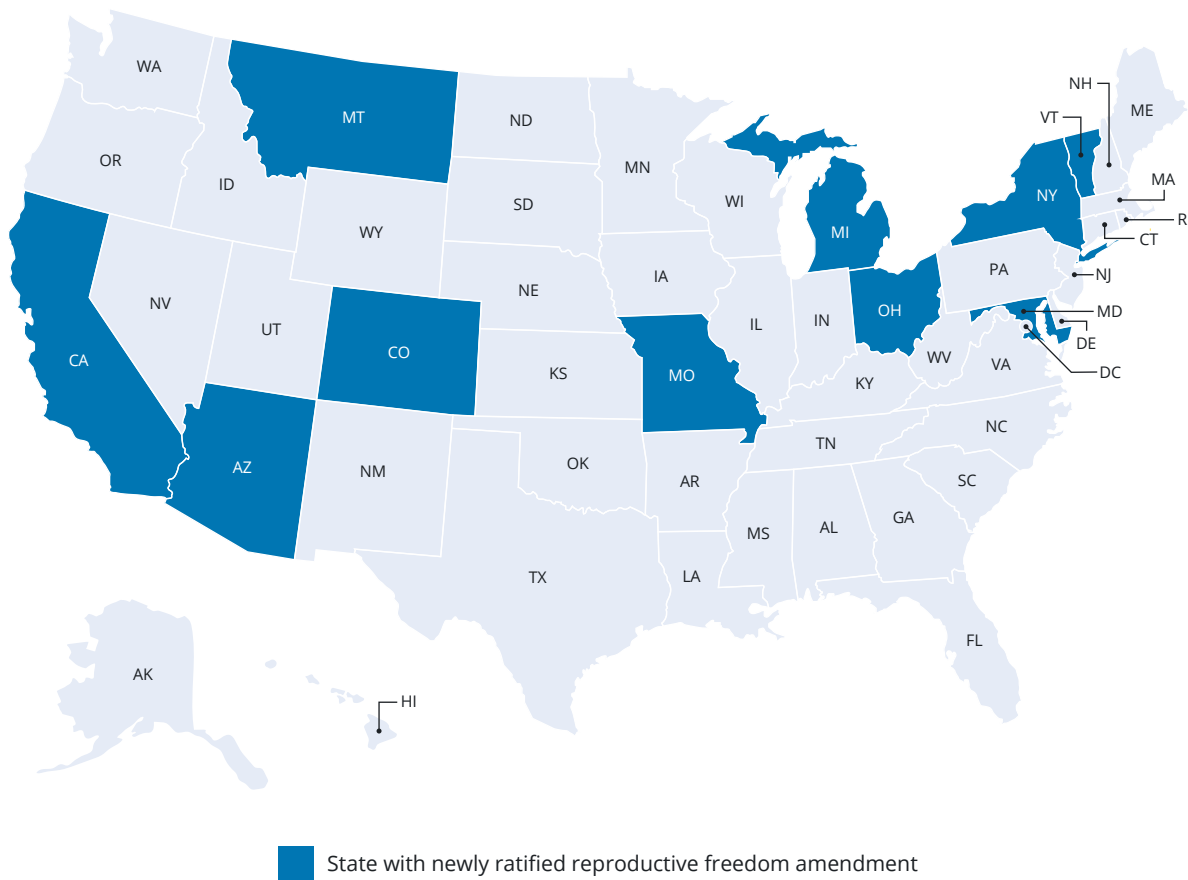 WA
MT
ND
MN
NH
VT
ME
OR
ID
SD
WI
NY
MA
R
CT
WY
MI
IA
NE
PA
NJ
NV
UT
CO
IL
IN
OH
MD
DE
CA
KS
MO
WV
VA
DC
KY
NC
AZ
NM
OK
TN
AR
SC
MS
AL
GA
TX
LA
FL
AK
HI
State with newly ratified reproductive freedom amendment